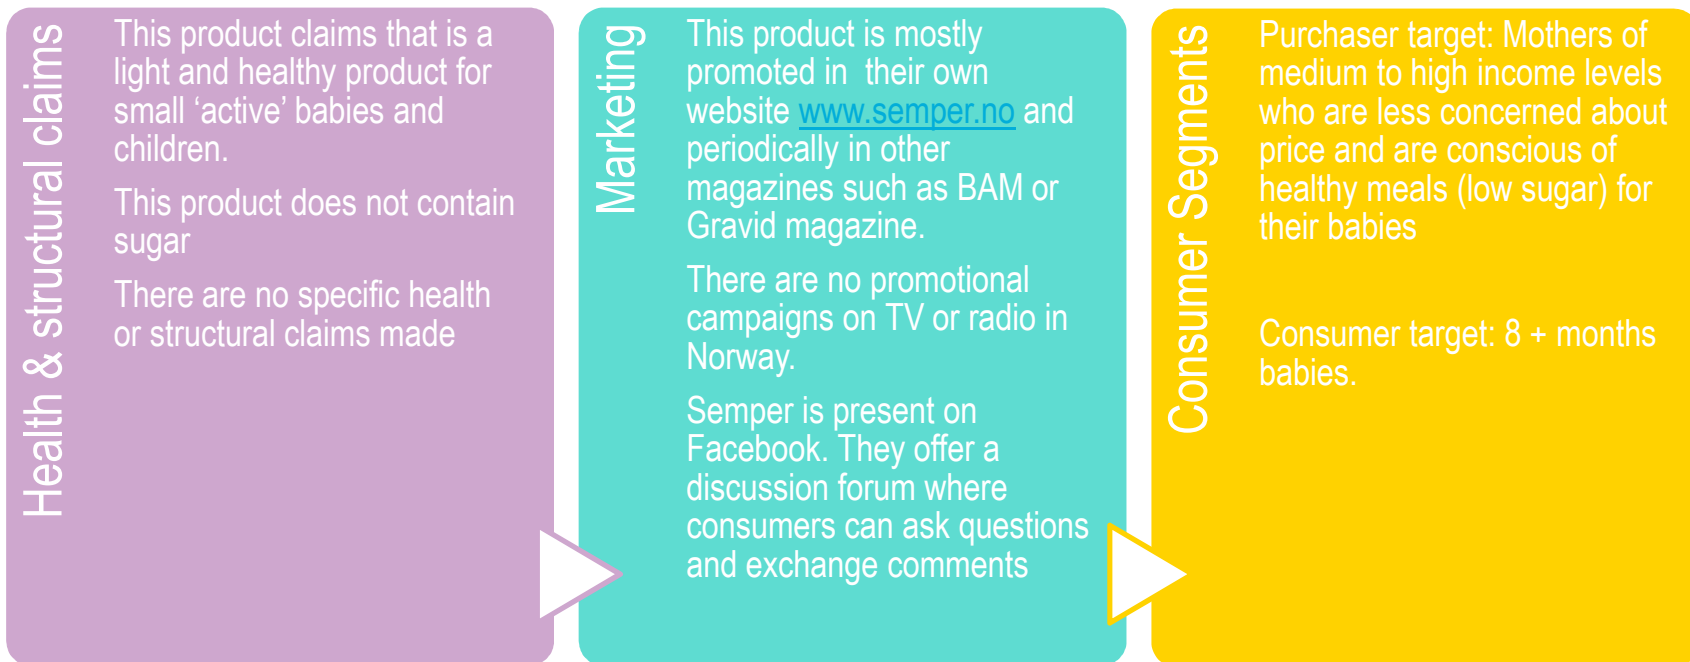 Health & structural claims
This product claims that is a
light and healthy product for
small ‘active’ babies and
children.
This product does not contain
sugar
There are no specific health
or structural claims made
Marketing
This product is mostly
promoted in  their own
website www.semper.no and
periodically in other
magazines such as BAM or
Gravid magazine.
There are no promotional
campaigns on TV or radio in
Norway.
Semper is present on
Facebook. They offer a
discussion forum where
consumers can ask questions
and exchange comments
Consumer Segments
Purchaser target: Mothers of
medium to high income levels
who are less concerned about
price and are conscious of
healthy meals (low sugar) for
their babies
Consumer target: 8 + months
babies.